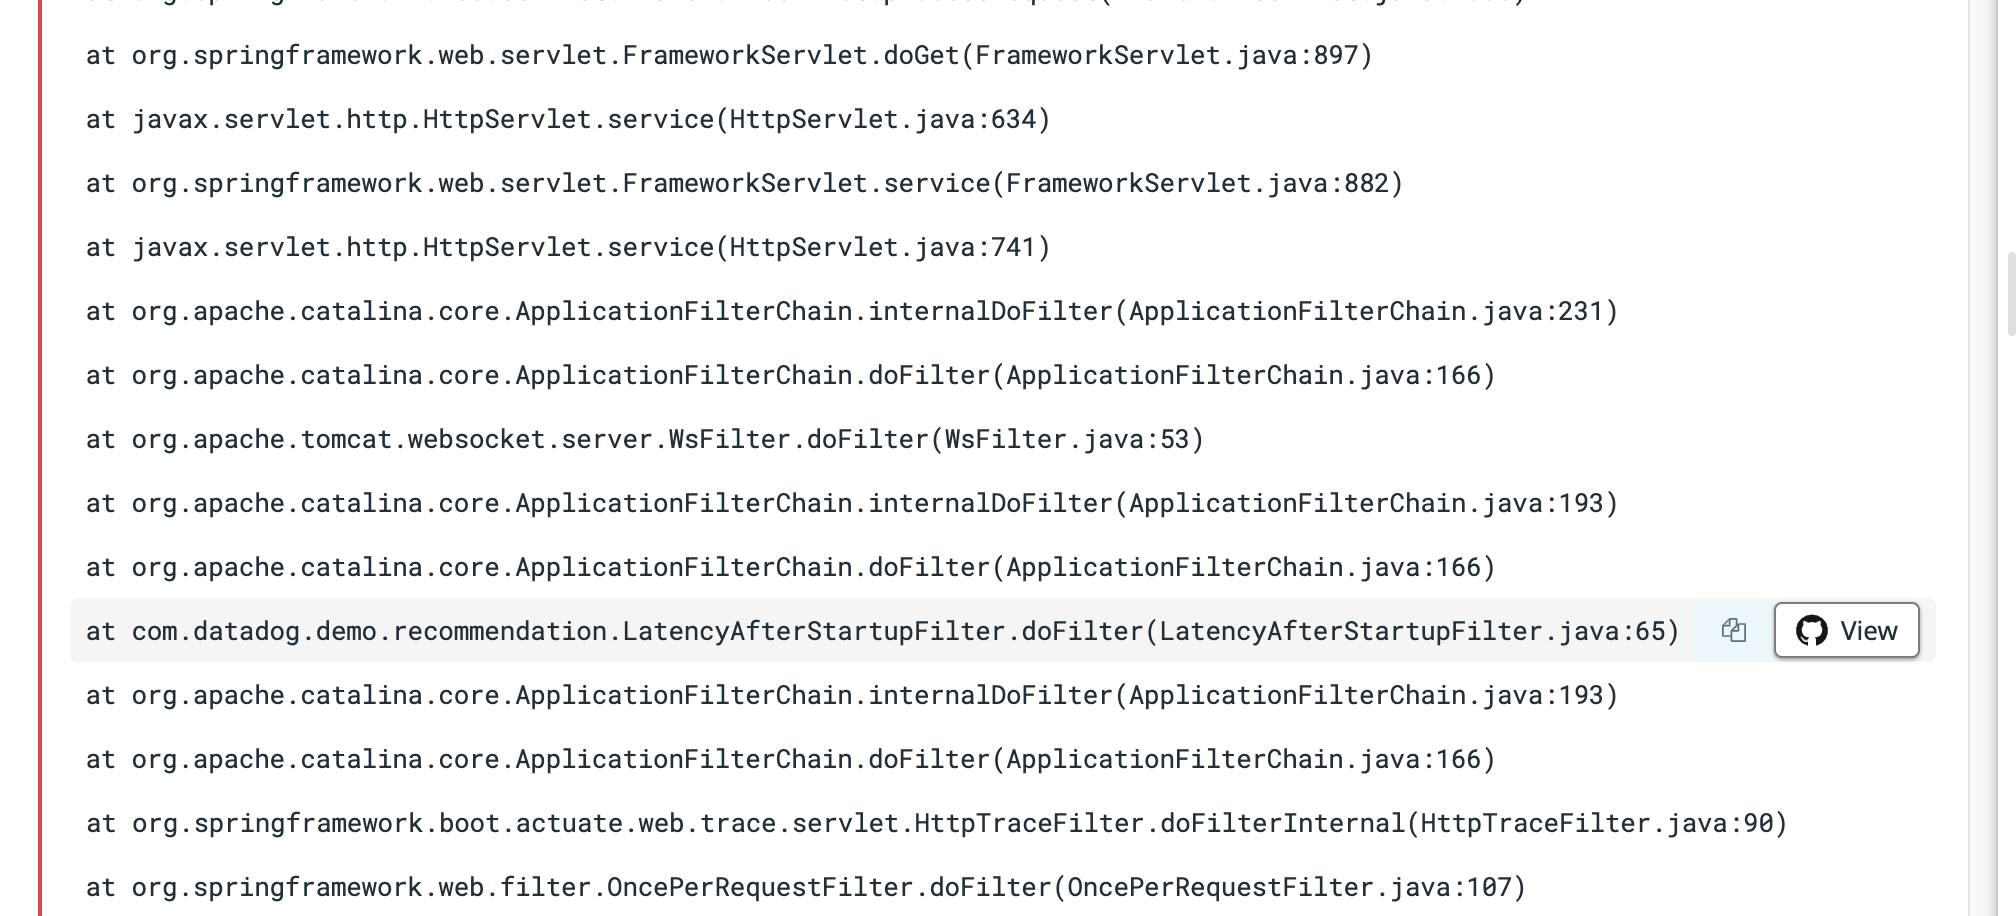 at org.springframework.web.servlet.FrameworkServlet.doGet(FrameworkServlet.java:897)
at javax.servlet.http.HttpServlet.service(HttpServlet.java:634)
at org.springframework.web.servlet.FrameworkServlet.service(FrameworkServlet.java:882)
at javax.servlet.http.HttpServlet.service(HttpServlet.java:741)
at org.apache.catalina.core.ApplicationFilterChain.internalDoFilter(ApplicationFilterChain.java:231)
at org.apache.catalina.core.ApplicationFilterChain.doFilter(ApplicationFilterChain.java:166)
at org.apache.tomcat.websocket.server.WsFilter.doFilter(WsFilter.java:53)
at org.apache.catalina.core.ApplicationFilterChain.internalDoFilter(ApplicationFilterChain.java:193)
at org.apache.catalina.core.ApplicationFilterChain.doFilter(ApplicationFilterChain.java:166)
at com.datadog.demo.recommendation.LatencyAfterStartupFilter.doFilter(LatencyAfterStartupFilter.java:65) View
at org.apache.catalina.core.ApplicationFilterChain.internalDoFilter(ApplicationFilterChain.java:193)
at org.apache.catalina.core.ApplicationFilterChain.doFilter(ApplicationFilterChain.java:166)
at org.springframework.boot.actuate.web.trace.servlet.HttpTraceFilter.doFilterInternal(HttpTraceFilter.java:90)
at org.springframework.web.filter.OncePerRequestFilter.doFilter(OncePerRequestFilter.java:107)